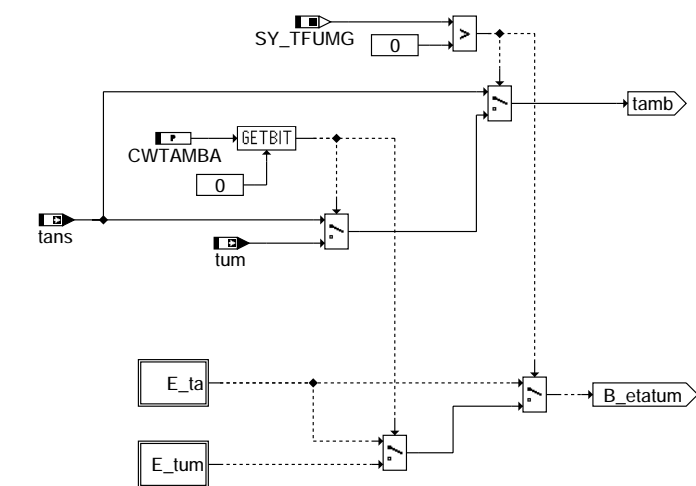 SY_TFUMG
0
>
tamb
P
GETBIT
CWTAMBA
0
tans
tum
E_ta
B_etatum
E_tum